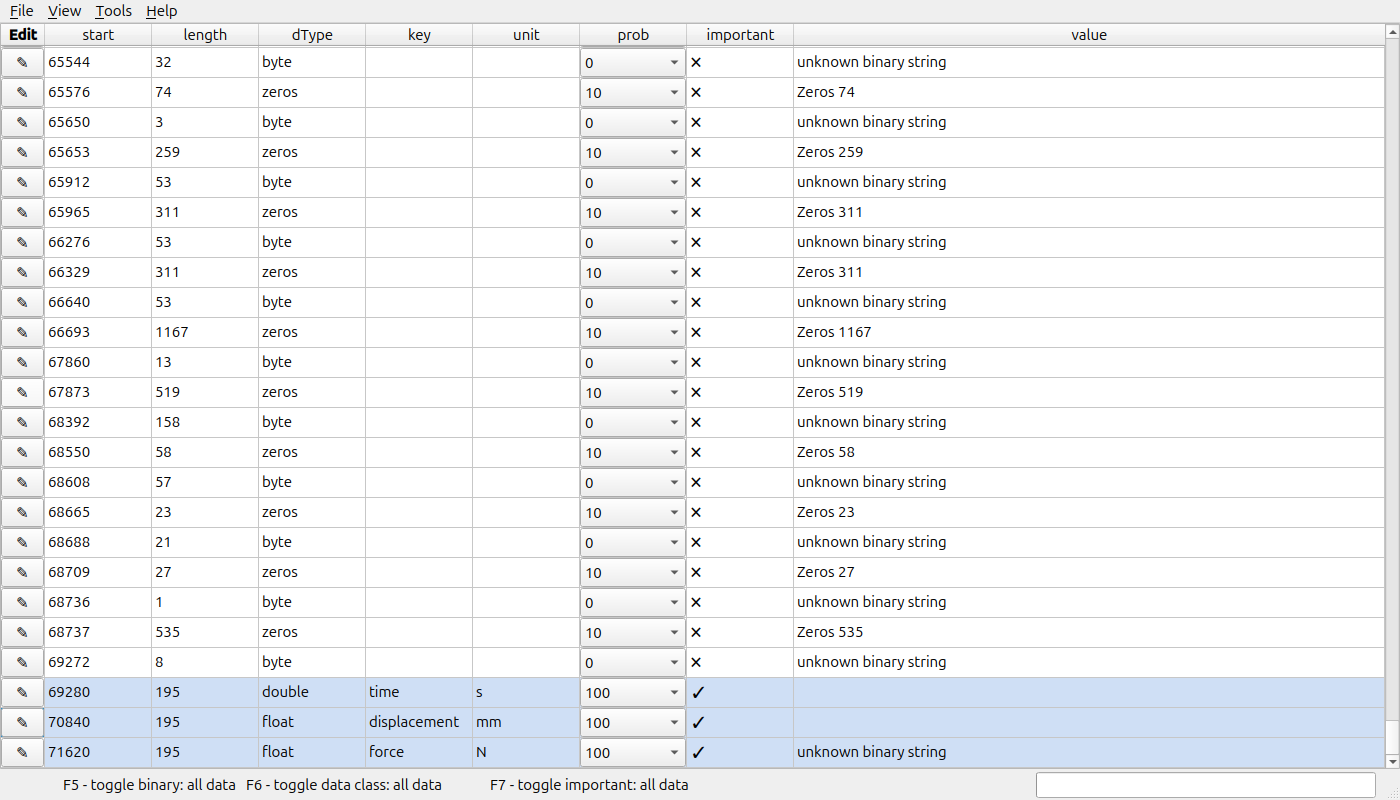 File View Tools Help
Edit start length dType key unit prob important value
✎ 65544 32 byte 0 ✕ unknown binary string
✎ 65576 74 zeros 10 ✕ Zeros 74
✎ 65650 3 byte 0 ✕ unknown binary string
✎ 65653 259 zeros 10 ✕ Zeros 259
✎ 65912 53 byte 0 ✕ unknown binary string
✎ 65965 311 zeros 10 ✕ Zeros 311
✎ 66276 53 byte 0 ✕ unknown binary string
✎ 66329 311 zeros 10 ✕ Zeros 311
✎ 66640 53 byte 0 ✕ unknown binary string
✎ 66693 1167 zeros 10 ✕ Zeros 1167
✎ 67860 13 byte 0 ✕ unknown binary string
✎ 67873 519 zeros 10 ✕ Zeros 519
✎ 68392 158 byte 0 ✕ unknown binary string
✎ 68550 58 zeros 10 ✕ Zeros 58
✎ 68608 57 byte 0 ✕ unknown binary string
✎ 68665 23 zeros 10 ✕ Zeros 23
✎ 68688 21 byte 0 ✕ unknown binary string
✎ 68709 27 zeros 10 ✕ Zeros 27
✎ 68736 1 byte 0 ✕ unknown binary string
✎ 68737 535 zeros 10 ✕ Zeros 535
✎ 69272 8 byte 0 ✕ unknown binary string
✎ 69280 195 double time s 100 ✓
✎ 70840 195 float displacement mm 100 ✓
✎ 71620 195 float force N 100 ✓ unknown binary string
F5 - toggle binary: all data F6 - toggle data class: all data F7 - toggle important: all data